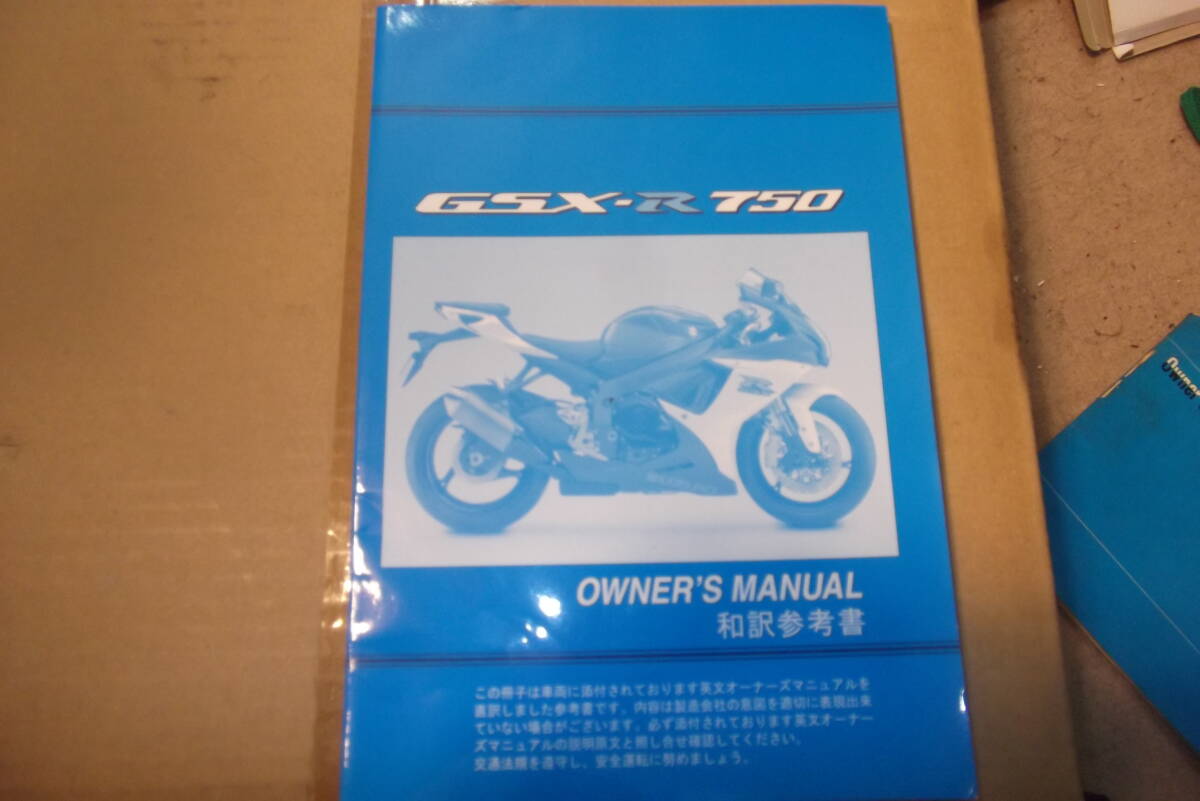 GSX-R 750
OWNER'S MANUAL
和訳参考書
この冊子は車両に添付されております英文オーナーズマニュアルを
直訳しました参考書です。内容は製造会社の意図を適切に表現出来
ていない場合がございます。必ず添付されております英文オーナー
ズマニュアルの説明原文と照し合せ確認してください。
交通法規を遵守し、安全運転に努めましょう。
Owner